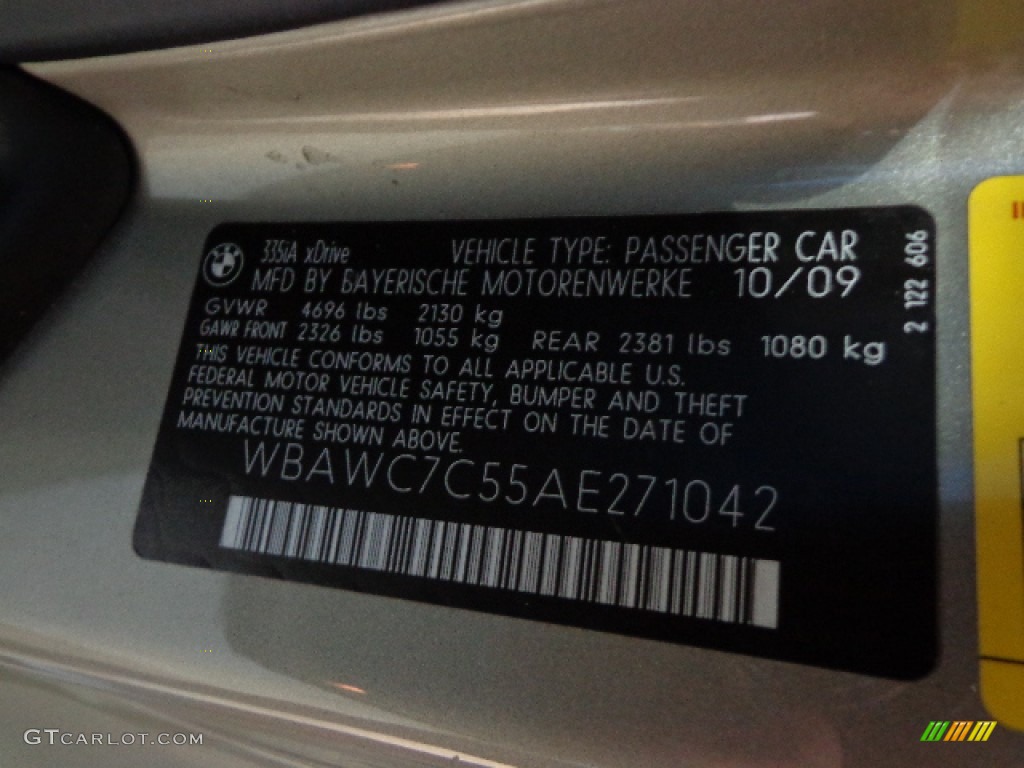 335iA xDrive VEHICLE TYPE: PASSENGER CAR
MFD BY BAYERISCHE MOTORENWERKE 10/09
GVWR 4696 lbs 2130 kg
GAWR FRONT 2326 lbs 1055 kg REAR 2381 lbs 1080 kg
THIS VEHICLE CONFORMS TO ALL APPLICABLE U.S.
FEDERAL MOTOR VEHICLE SAFETY, BUMPER AND THEFT
PREVENTION STANDARDS IN EFFECT ON THE DATE OF
MANUFACTURE SHOWN ABOVE.
WBAWC7C55AE271042
2 122 606
GTCARLOT.COM